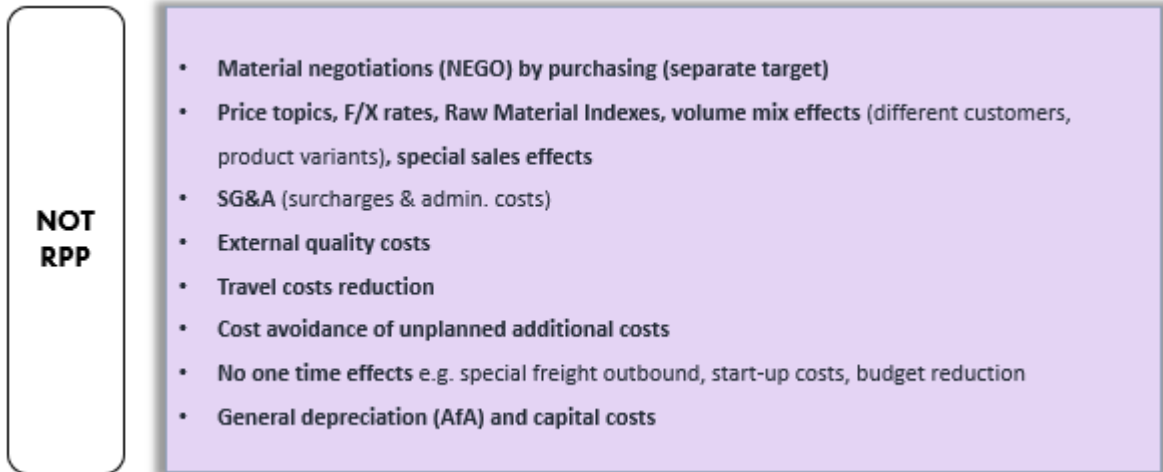 NOT
RPP
• Material negotiations (NEGO) by purchasing (separate target)
• Price topics, F/X rates, Raw Material Indexes, volume mix effects (different customers,
product variants), special sales effects
• SG&A (surcharges & admin. costs)
• External quality costs
• Travel costs reduction
• Cost avoidance of unplanned additional costs
• No one time effects e.g. special freight outbound, start-up costs, budget reduction
• General depreciation (AfA) and capital costs